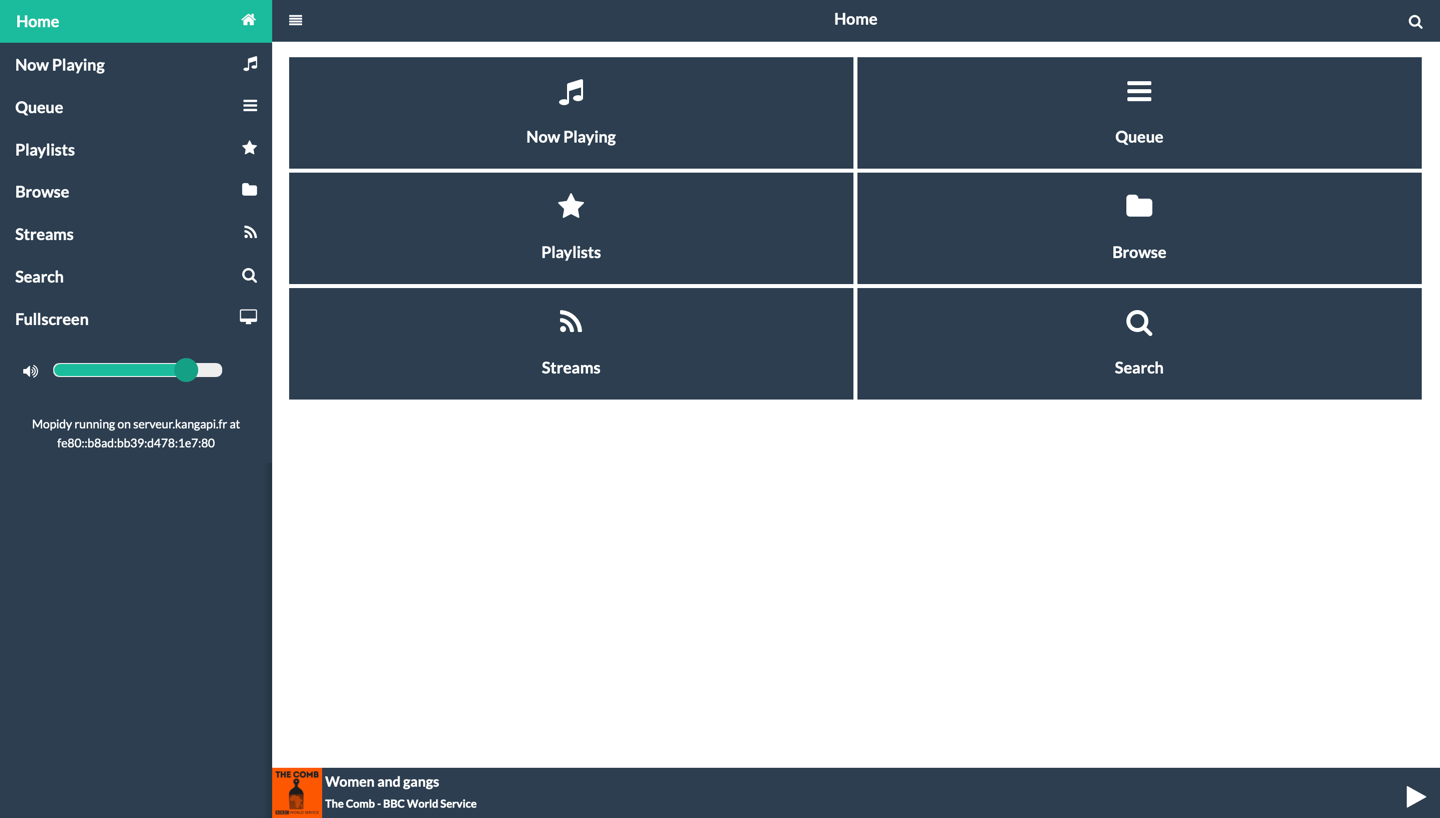 Home
Now Playing
Queue
Playlists
Browse
Streams
Search
Fullscreen
Mopidy running on serveur.kangapi.fr at
fe80::b8ad:bb39:d478:1e7:80
Home
Now Playing
Queue
Playlists
Browse
Streams
Search
THE COMB
BBC WORLD SERVICE
Women and gangs
The Comb - BBC World Service